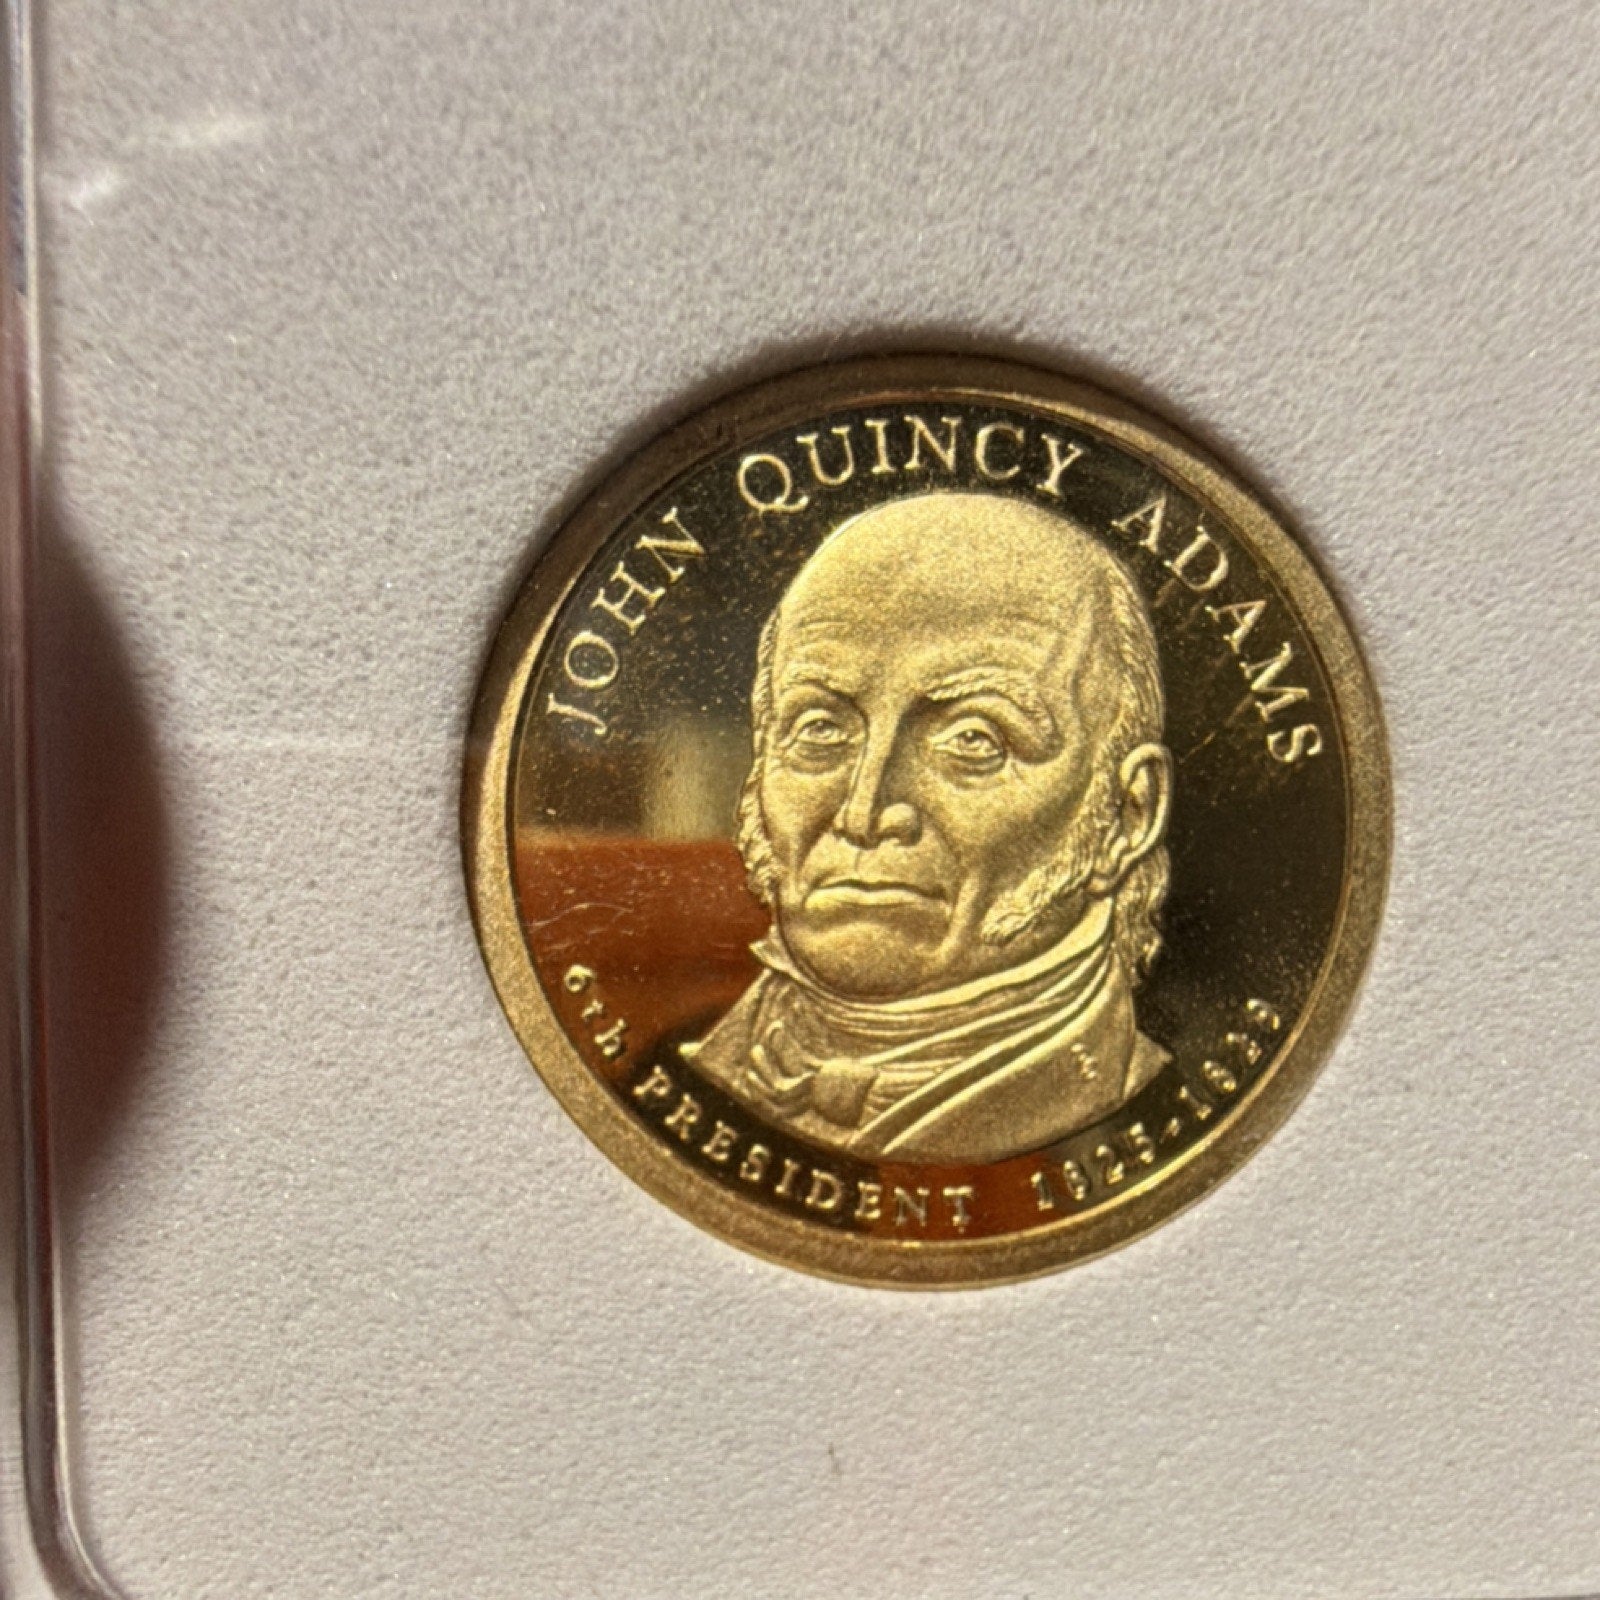 JOHN QUINCY ADAMS
6th PRESIDENT 1825-1829